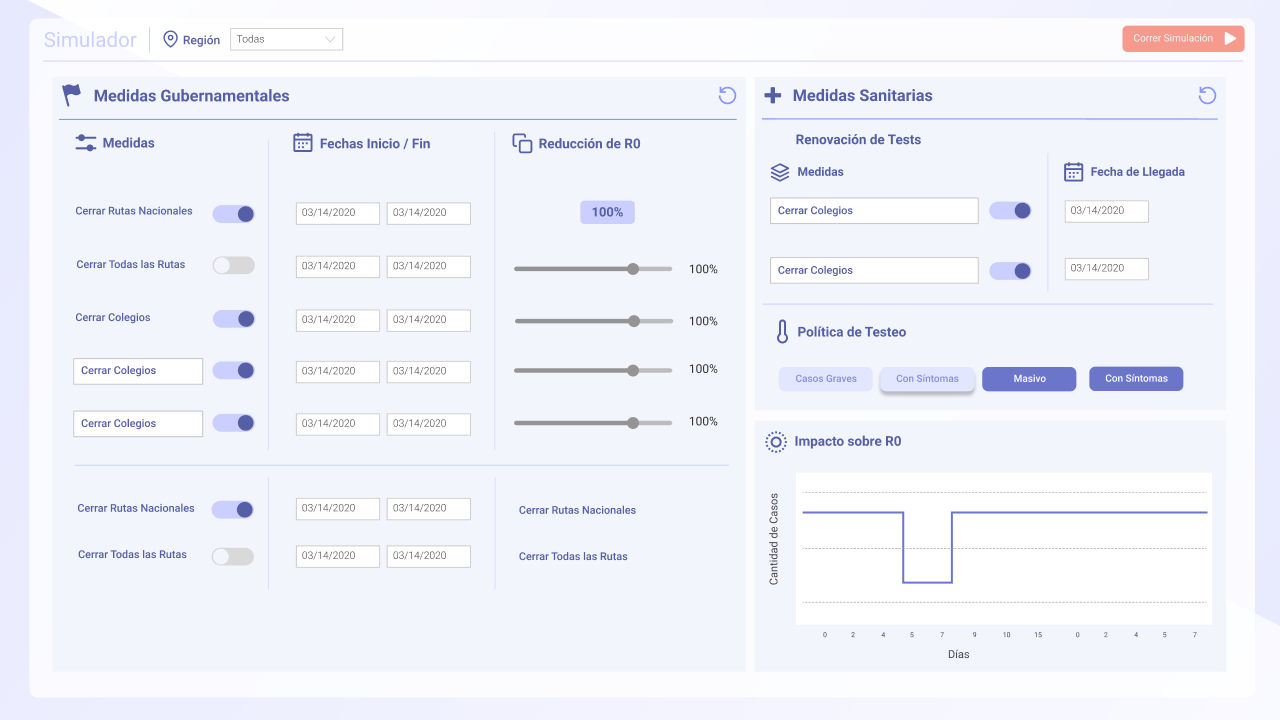 Simulador
Región
Todas
Correr Simulación
Medidas Gubernamentales
Medidas
Fechas Inicio / Fin
Reducción de R0
Cerrar Rutas Nacionales
03/14/2020 03/14/2020
100%
Cerrar Todas las Rutas
03/14/2020 03/14/2020
100%
Cerrar Colegios
03/14/2020 03/14/2020
100%
Cerrar Colegios
03/14/2020 03/14/2020
100%
Cerrar Colegios
03/14/2020 03/14/2020
100%
Cerrar Rutas Nacionales
03/14/2020 03/14/2020
Cerrar Rutas Nacionales
Cerrar Todas las Rutas
03/14/2020 03/14/2020
Cerrar Todas las Rutas
Medidas Sanitarias
Renovación de Tests
Medidas
Fecha de Llegada
Cerrar Colegios
03/14/2020
Cerrar Colegios
03/14/2020
Política de Testeo
Casos Graves
Con Síntomas
Masivo
Con Síntomas
Impacto sobre R0
Cantidad de Casos
0 2 4 5 7 9 10 15 0 2 4 5 7
Días